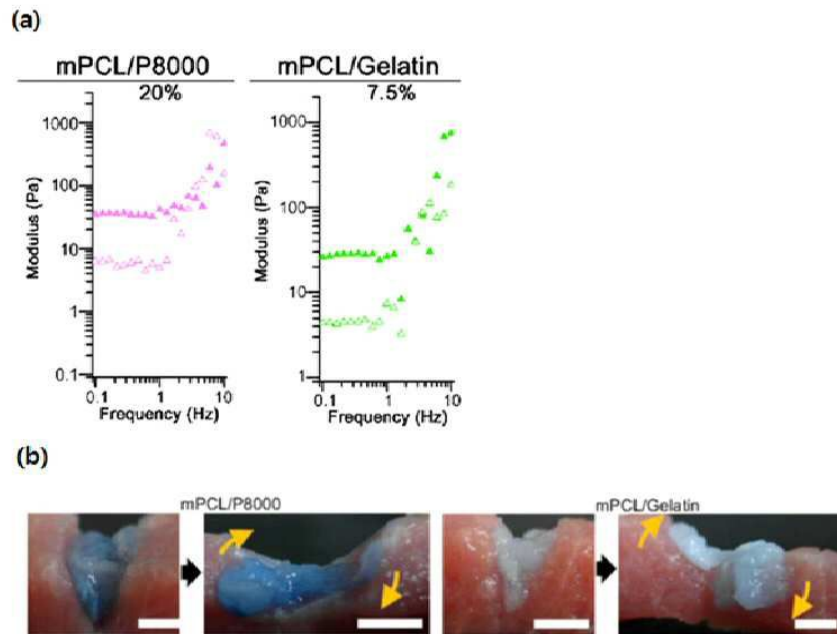 (a)
mPCL/P8000
20%
mPCL/Gelatin
7.5%
Modulus (Pa)
1000
100
10
1
0.1
0.1
1
10
Frequency (Hz)
Modulus (Pa)
1000
100
10
1
0.1
1
10
Frequency (Hz)
(b)
mPCL/P8000
mPCL/Gelatin